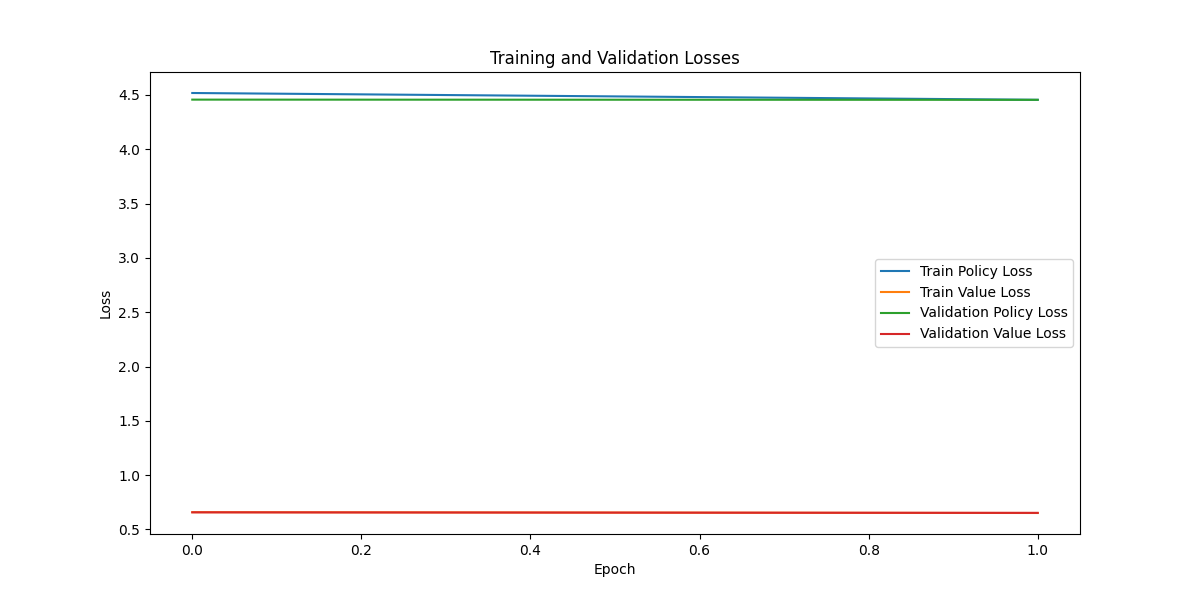 Training and Validation Losses
Loss
4.5
4.0
3.5
3.0
2.5
2.0
1.5
1.0
0.5
Train Policy Loss
Train Value Loss
Validation Policy Loss
Validation Value Loss
0.0 0.2 0.4 0.6 0.8 1.0
Epoch